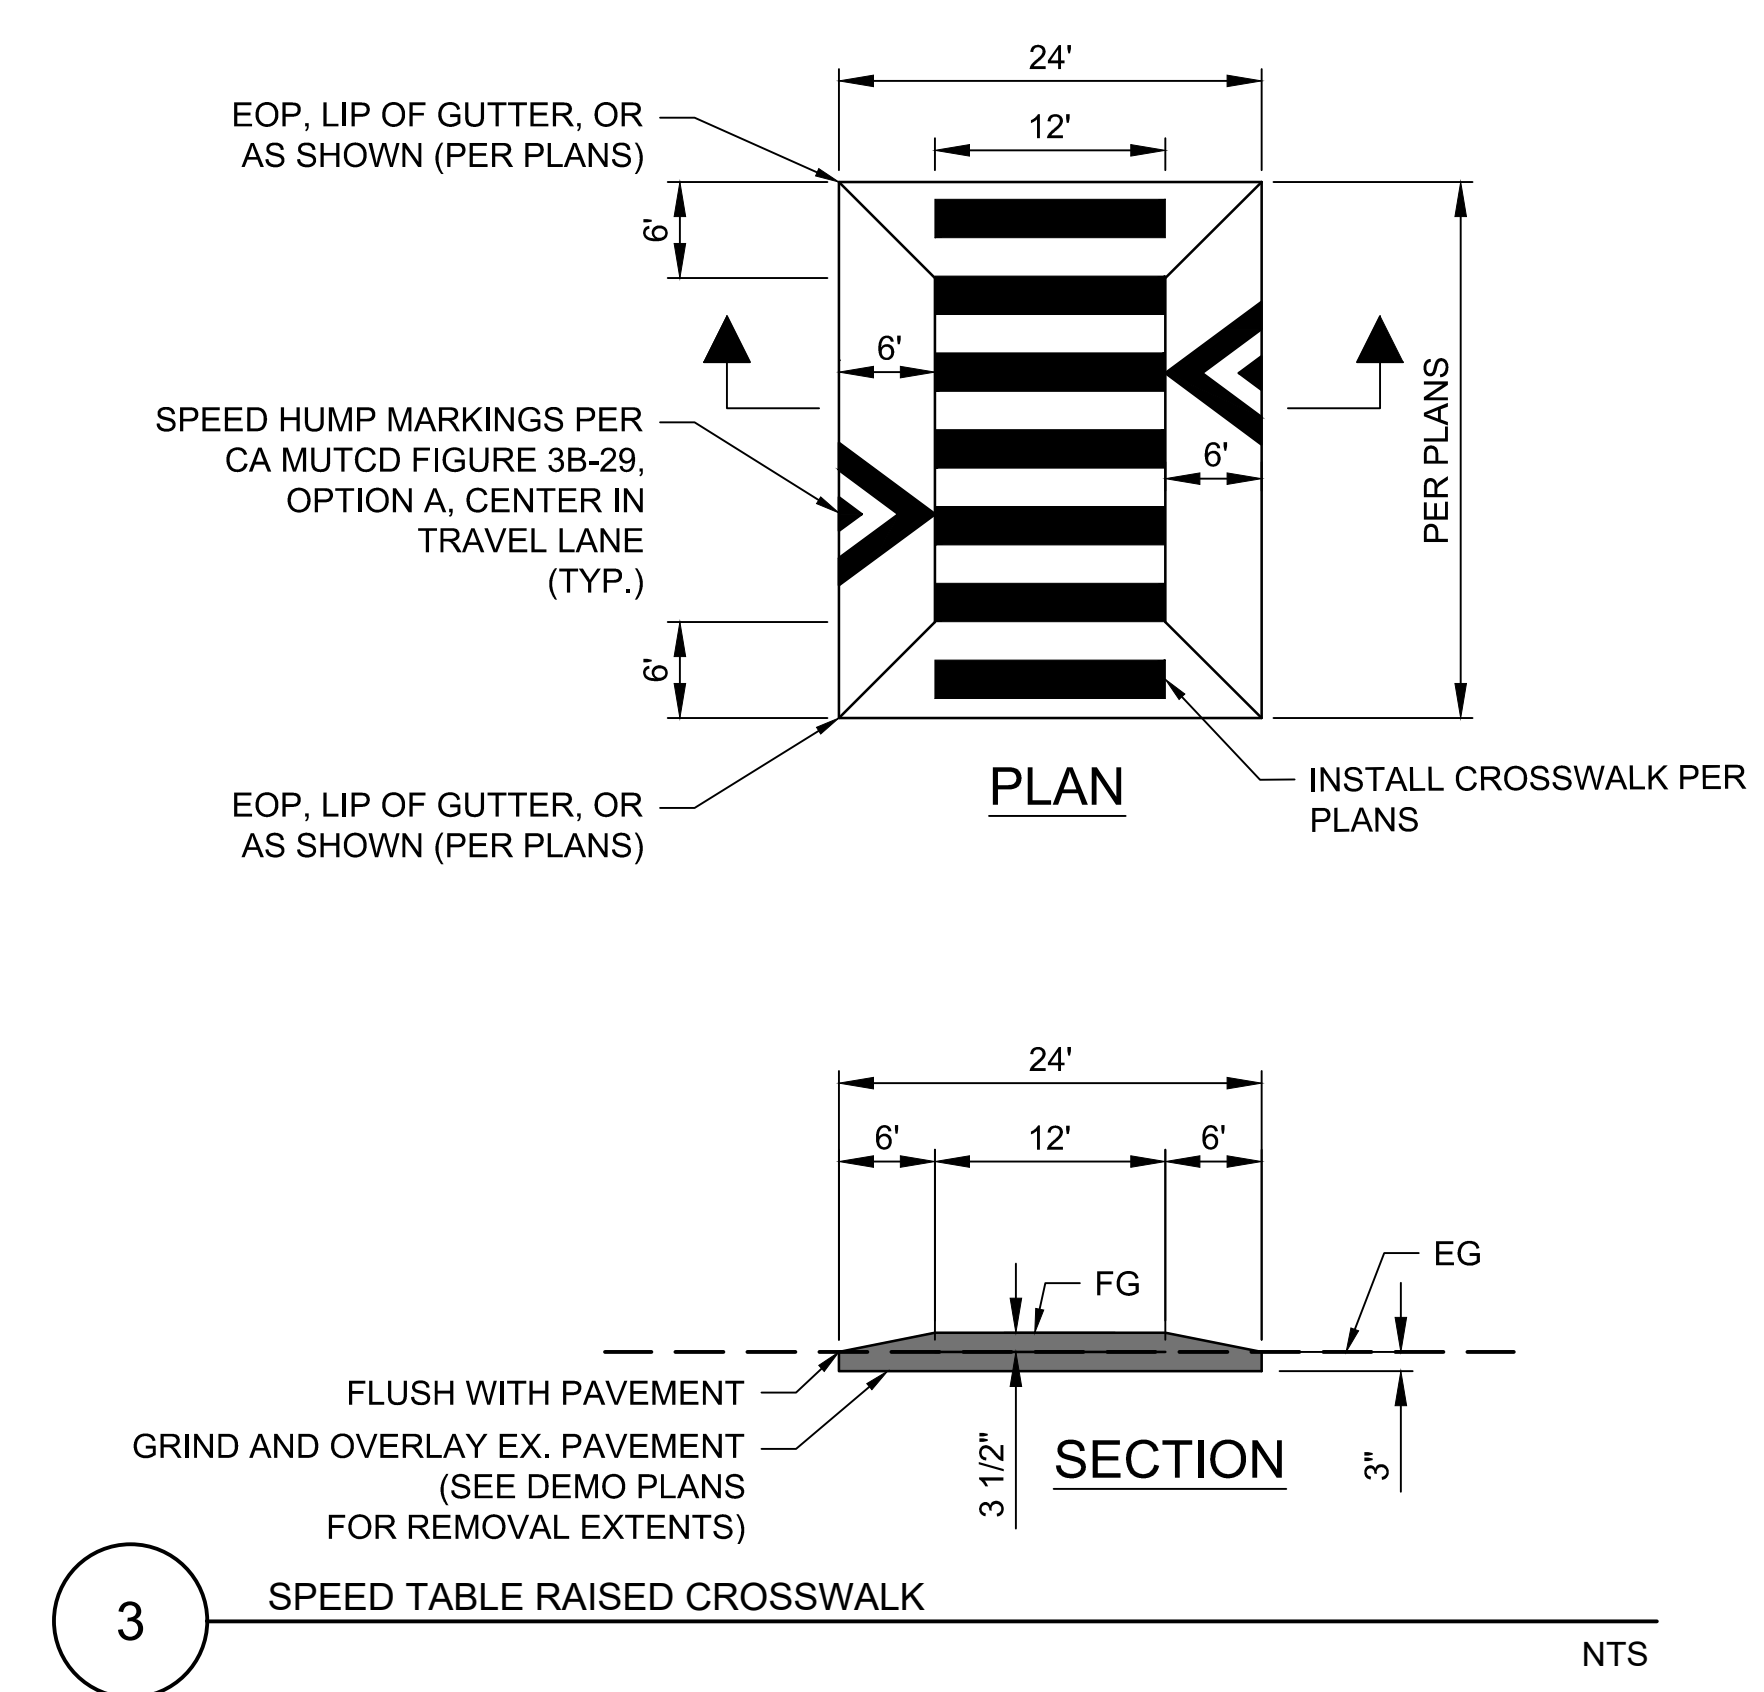 24'
EOP, LIP OF GUTTER, OR
AS SHOWN (PER PLANS)
12'
6'
6'
SPEED HUMP MARKINGS PER
CA MUTCD FIGURE 3B-29,
OPTION A, CENTER IN
TRAVEL LANE
(TYP.)
6'
PER PLANS
6'
EOP, LIP OF GUTTER, OR
AS SHOWN (PER PLANS)
PLAN
INSTALL CROSSWALK PER
PLANS
24'
6'
12'
6'
EG
FG
FLUSH WITH PAVEMENT
GRIND AND OVERLAY EX. PAVEMENT
(SEE DEMO PLANS
FOR REMOVAL EXTENTS)
3 1/2"
SECTION
3"
3
SPEED TABLE RAISED CROSSWALK
NTS